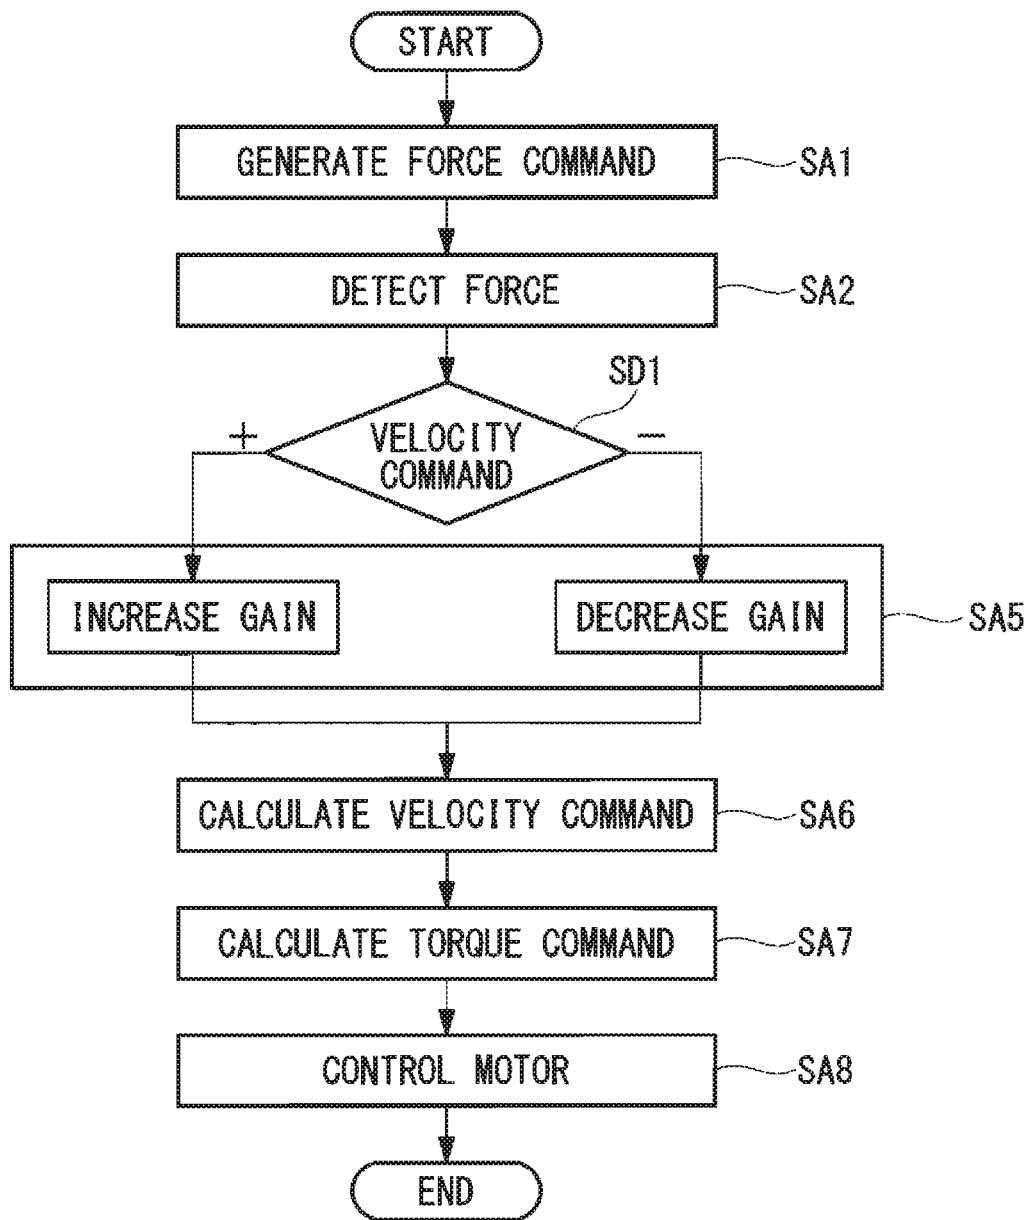 START
GENERATE FORCE COMMAND
SA1
DETECT FORCE
SA2
SD1
+
VELOCITY
COMMAND
−
INCREASE GAIN
DECREASE GAIN
SA5
CALCULATE VELOCITY COMMAND
SA6
CALCULATE TORQUE COMMAND
SA7
CONTROL MOTOR
SA8
END